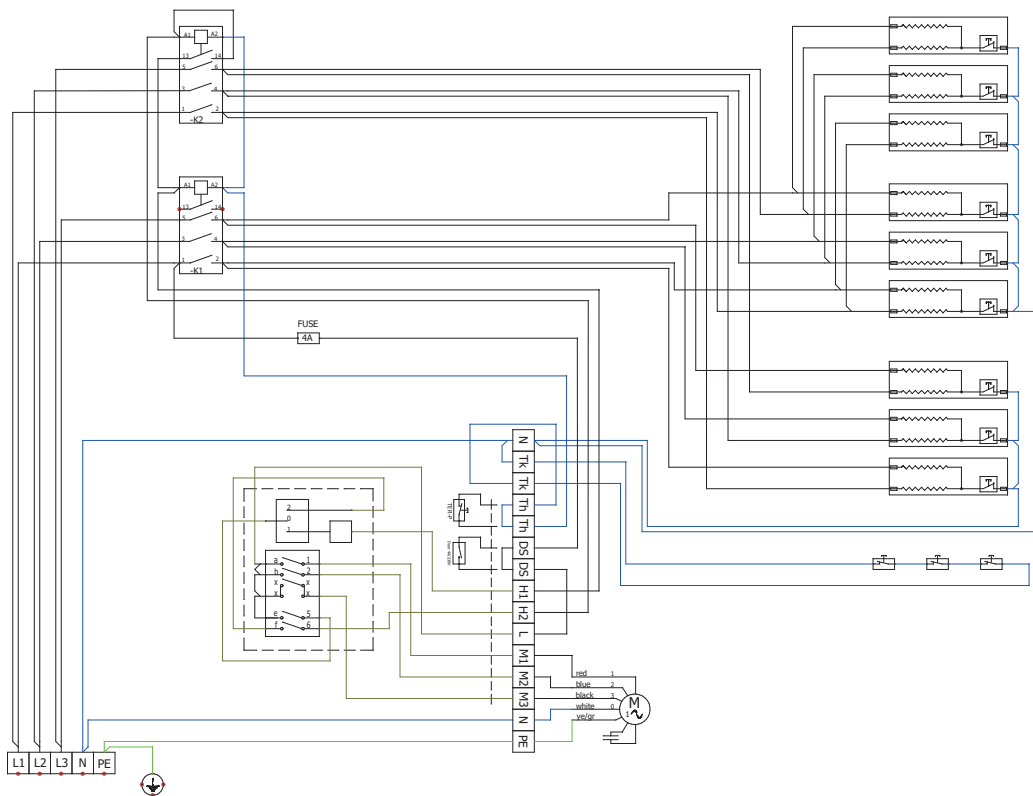 A1 A2
13 14
5 6
3 4
1 2
-K2
A1 A2
13 14
5 6
3 4
1 2
-K1
FUSE
4A
N
Tk
Tk
Th
Th
DS
DS
H1
H2
L
M1
M2
M3
N
PE
TER-P
2
0
1
a 1
b 2
x
x x
e 5
f 6
red 1
blue 2
black 3
white 0
ye/gr
M
1
L1 L2 L3 N PE